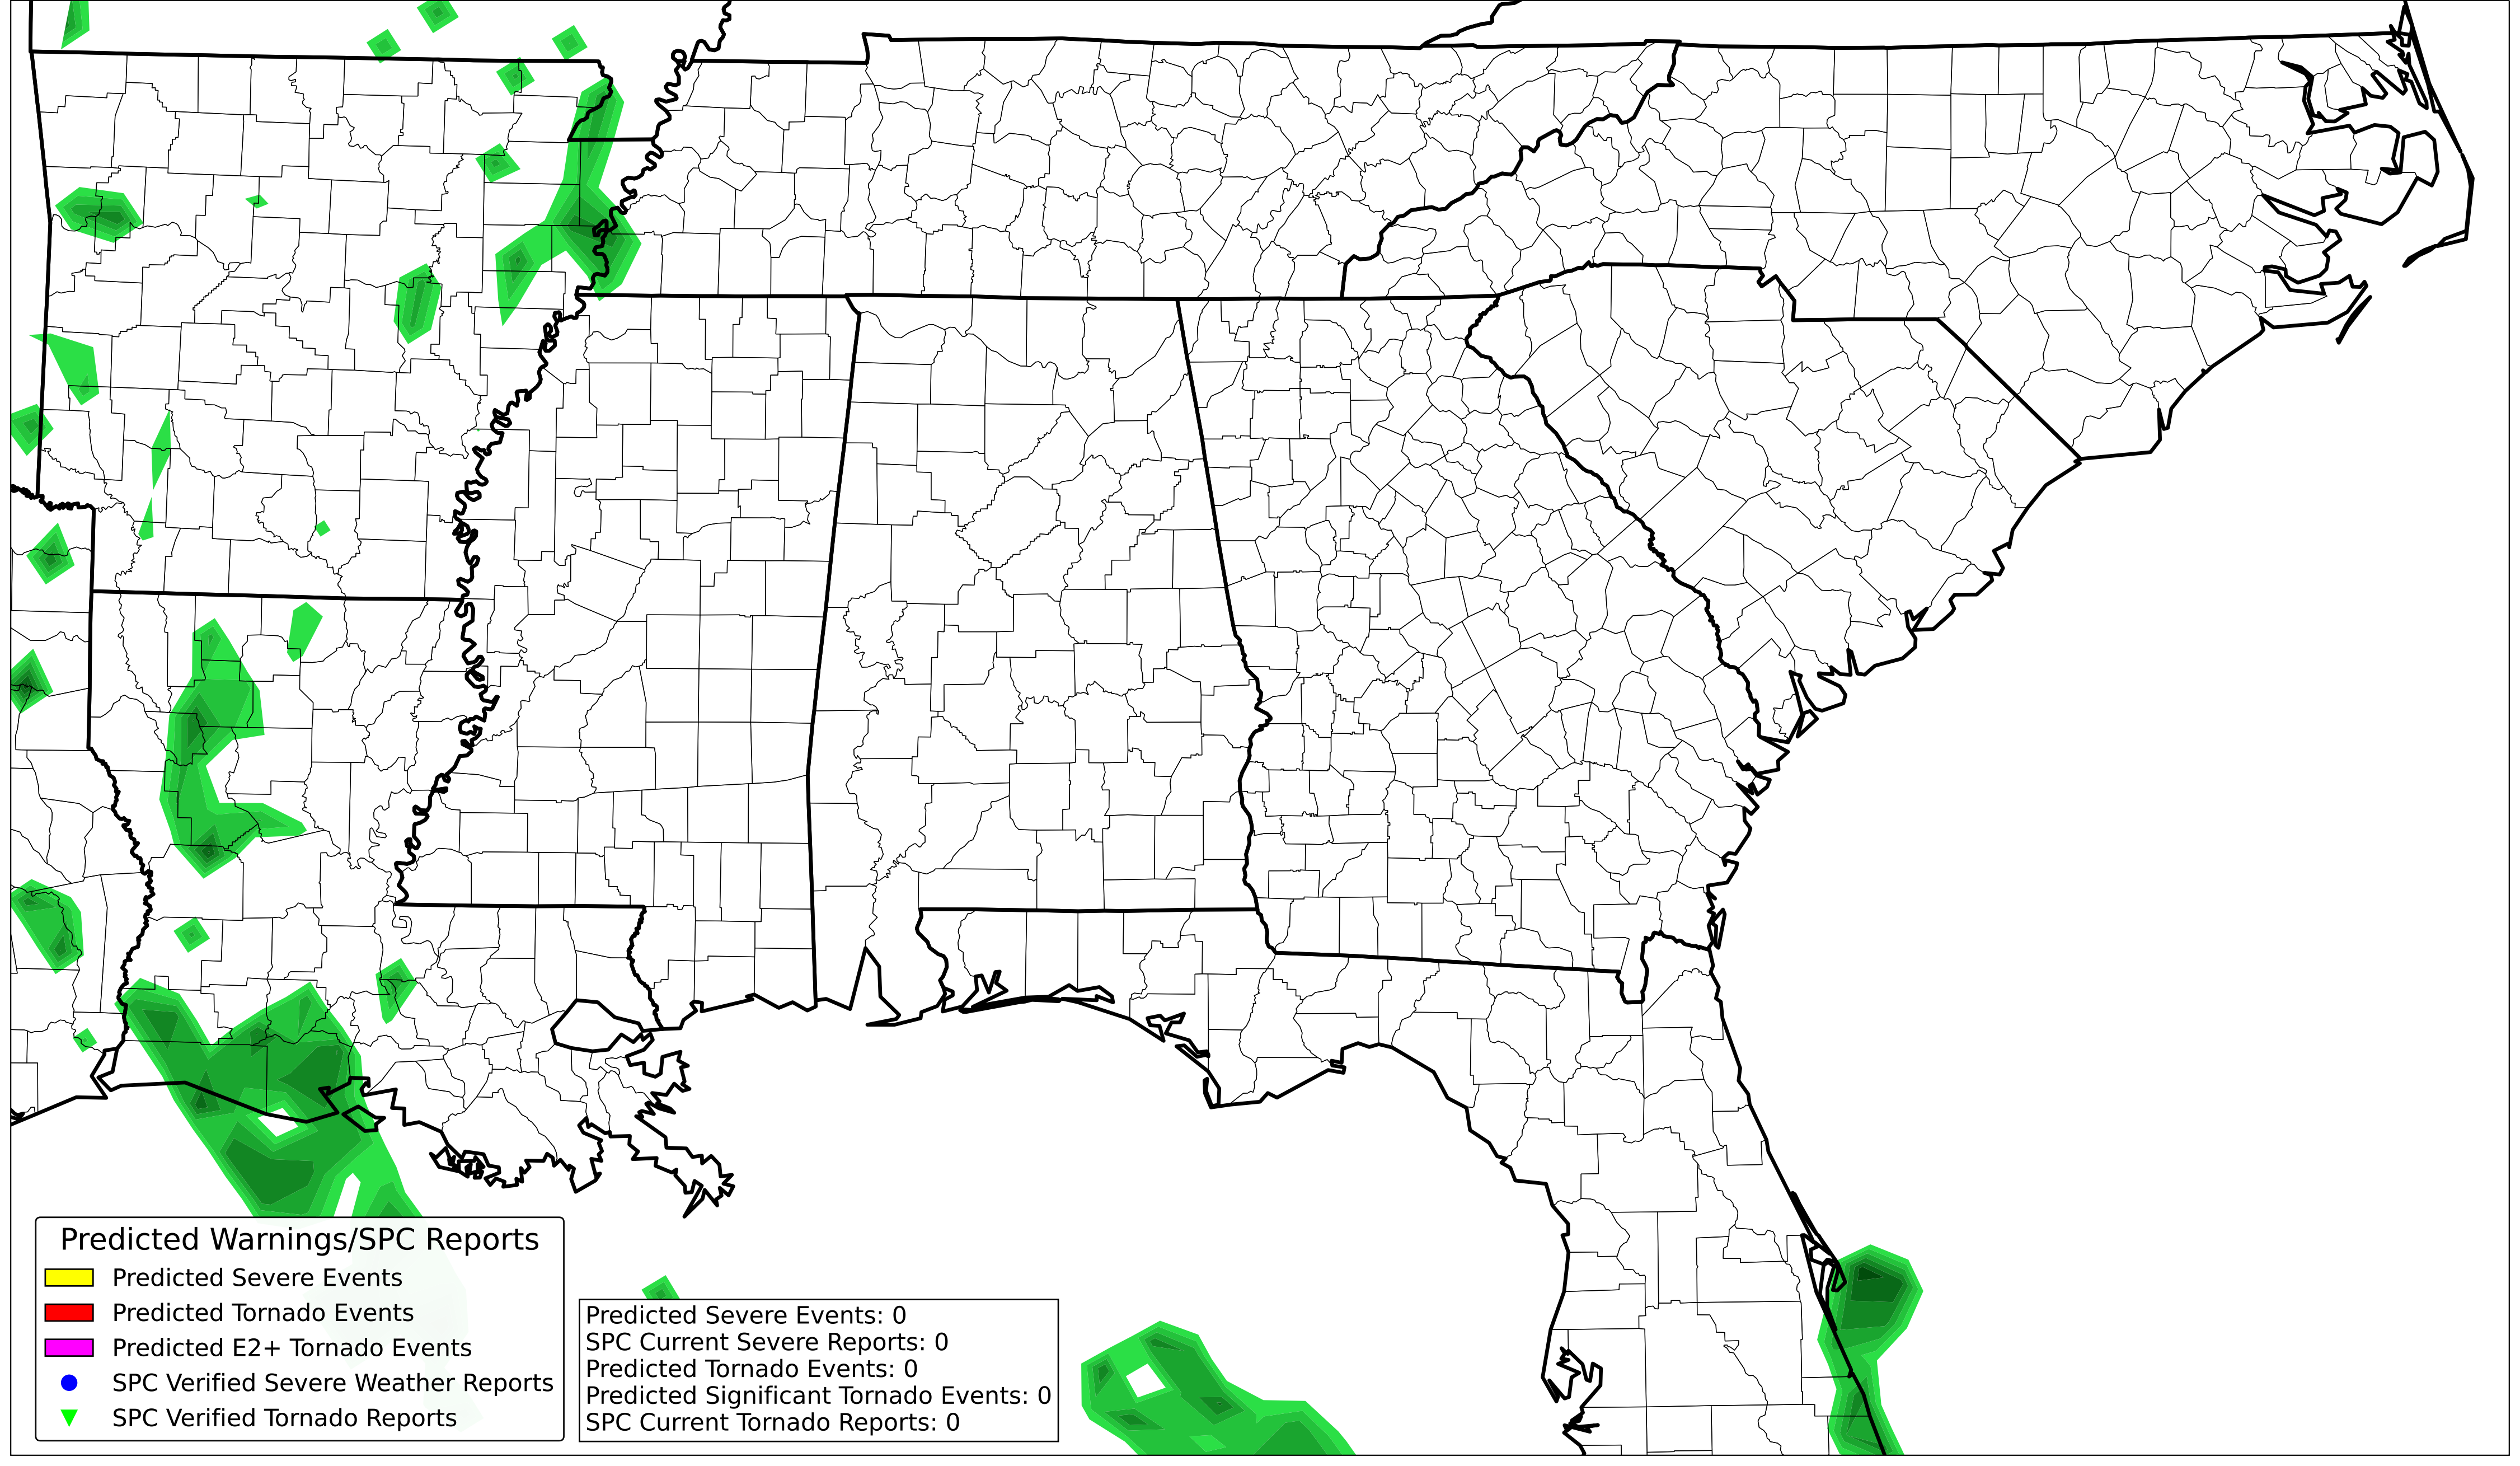 Predicted Warnings/SPC Reports
Predicted Severe Events
Predicted Tornado Events
Predicted E2+ Tornado Events
SPC Verified Severe Weather Reports
SPC Verified Tornado Reports
Predicted Severe Events: 0
SPC Current Severe Reports: 0
Predicted Tornado Events: 0
Predicted Significant Tornado Events: 0
SPC Current Tornado Reports: 0